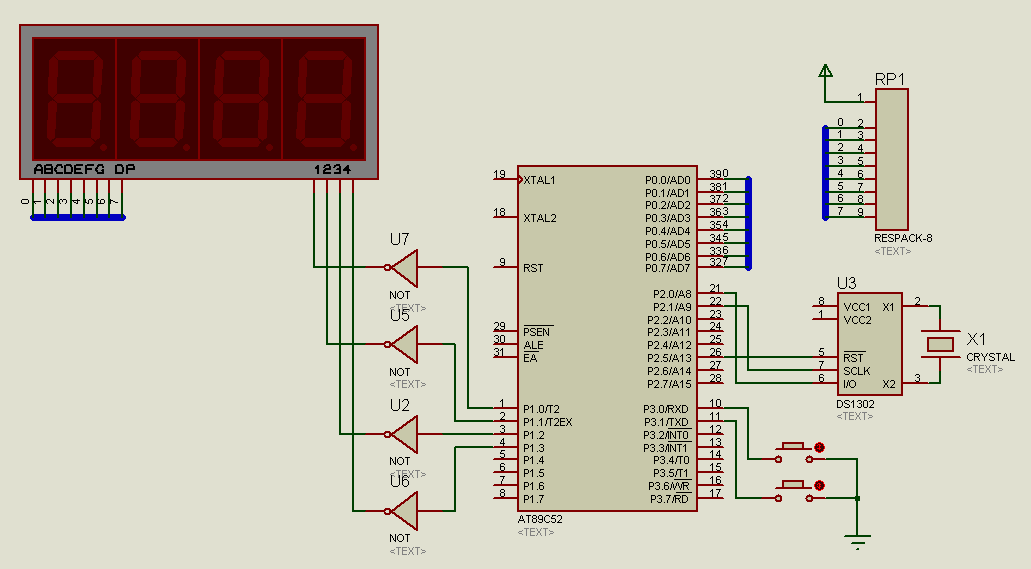 ABCDEFG DP
1234
0 1 2 3 4 5 6 7
U7
NOT
<TEXT>
U5
NOT
<TEXT>
U2
NOT
<TEXT>
U6
NOT
<TEXT>
19 XTAL1
18 XTAL2
9 RST
29 PSEN
30 ALE
31 EA
1 P1.0/T2
2 P1.1/T2EX
3 P1.2
4 P1.3
5 P1.4
6 P1.5
7 P1.6
8 P1.7
P0.0/AD0 39 0
P0.1/AD1 38 1
P0.2/AD2 37 2
P0.3/AD3 36 3
P0.4/AD4 35 4
P0.5/AD5 34 5
P0.6/AD6 33 6
P0.7/AD7 32 7
P2.0/A8 21
P2.1/A9 22
P2.2/A10 23
P2.3/A11 24
P2.4/A12 25
P2.5/A13 26
P2.6/A14 27
P2.7/A15 28
P3.0/RXD 10
P3.1/TXD 11
P3.2/INT0 12
P3.3/INT1 13
P3.4/T0 14
P3.5/T1 15
P3.6/WR 16
P3.7/RD 17
AT89C52
<TEXT>
RP1
1
0 2
1 3
2 4
3 5
4 6
5 7
6 8
7 9
RESPACK-8
<TEXT>
U3
8 VCC1 X1 2
1 VCC2
5 RST
7 SCLK
6 I/O X2 3
DS1302
<TEXT>
X1
CRYSTAL
<TEXT>